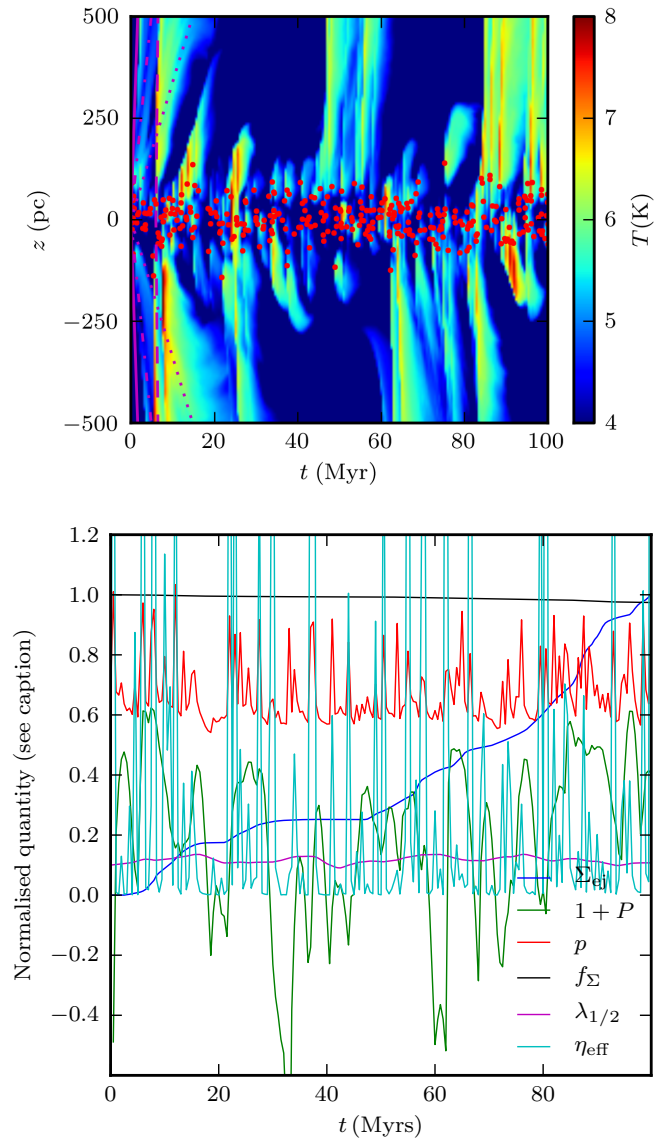 500
250
0
−250
−500
z (pc)
0 20 40 60 80 100
t (Myr)
8
7
6
5
4
T(K)
1.2
1.0
0.8
0.6
0.4
0.2
0.0
−0.2
−0.4
Normalised quantity (see caption)
0 20 40 60 80
t (Myrs)
Σej
1 + P
p
fΣ
λ1/2
ηeff